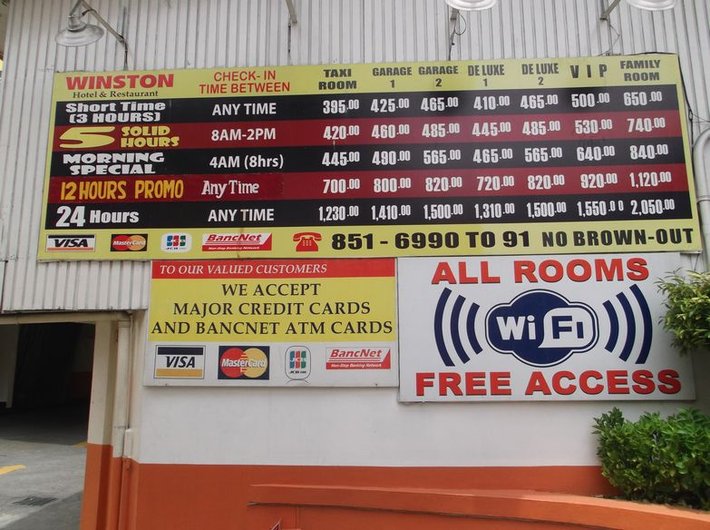 WINSTON
Hotel & Restaurant
CHECK-IN TIME BETWEEN TAXI ROOM GARAGE 1 GARAGE 2 DE LUXE 1 DE LUXE 2 V I P FAMILY ROOM
Short Time (3 HOURS) ANY TIME 395.00 425.00 465.00 410.00 465.00 500.00 650.00
5 SOLID HOURS 8AM-2PM 420.00 460.00 485.00 445.00 485.00 530.00 740.00
MORNING SPECIAL 4AM (8hrs) 445.00 490.00 565.00 465.00 565.00 640.00 840.00
12 HOURS PROMO Any Time 700.00 800.00 820.00 720.00 820.00 920.00 1,120.00
24 Hours ANY TIME 1,230.00 1,410.00 1,500.00 1,310.00 1,500.00 1,550.00 2,050.00
VISA MasterCard JCB BancNet 851-6990 TO 91 NO BROWN-OUT
TO OUR VALUED CUSTOMERS
WE ACCEPT
MAJOR CREDIT CARDS
AND BANCNET ATM CARDS
VISA MasterCard JCB BancNet
ALL ROOMS
Wi Fi
FREE ACCESS